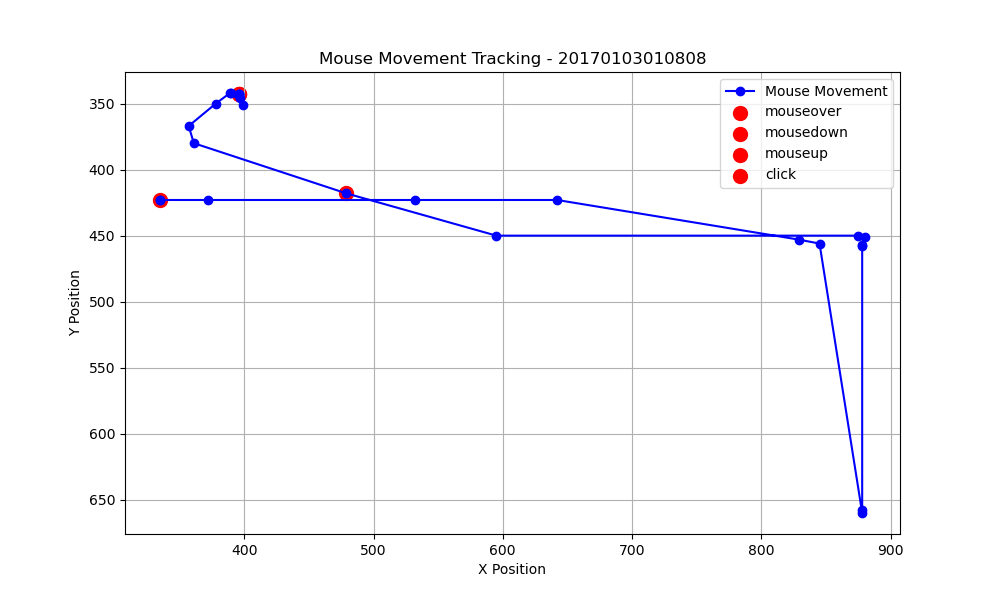 Mouse Movement Tracking - 20170103010808
Mouse Movement
mouseover
mousedown
mouseup
click
350
400
450
500
550
600
650
Y Position
400
500
600
700
800
900
X Position